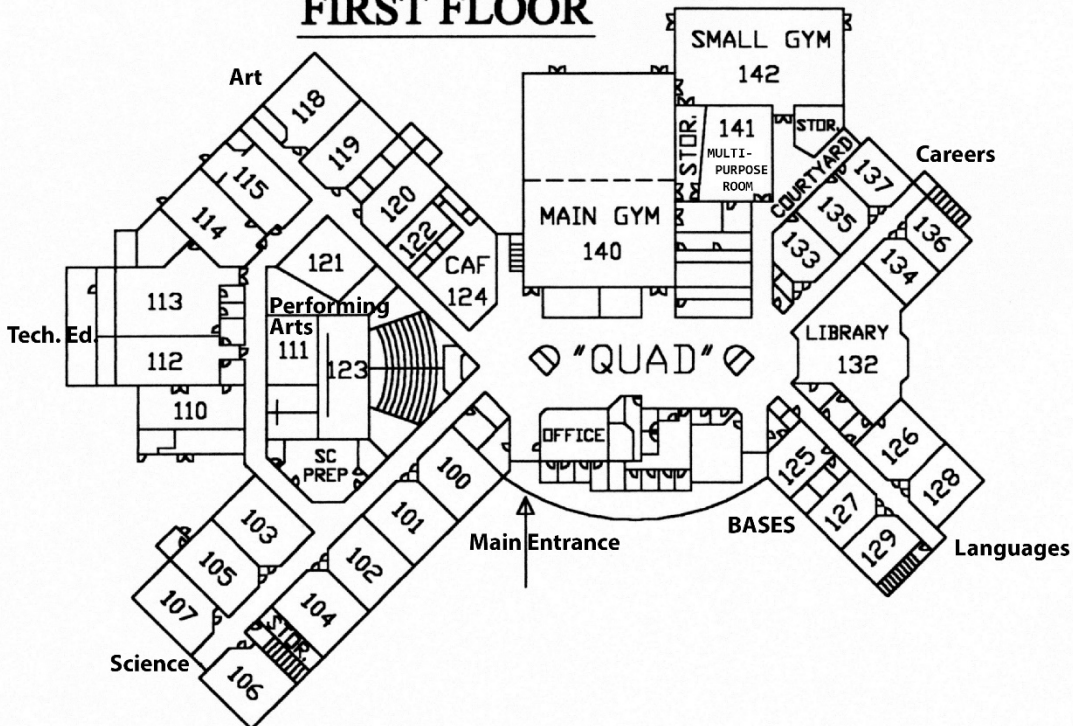 FIRST FLOOR
SMALL GYM
142
Art
118
119
STOR.
141
MULTI-
PURPOSE
ROOM
STOR.
COURTYARD
137
Careers
115
120
135
136
114
122
MAIN GYM
140
133
134
121
CAF
124
113
Performing
Arts
Tech. Ed.
111
123
112
"QUAD"
LIBRARY
132
110
OFFICE
SC
PREP
100
125
126
128
101
127
103
102
129
105
104
107
STOR.
106
Main Entrance
BASES
Languages
Science